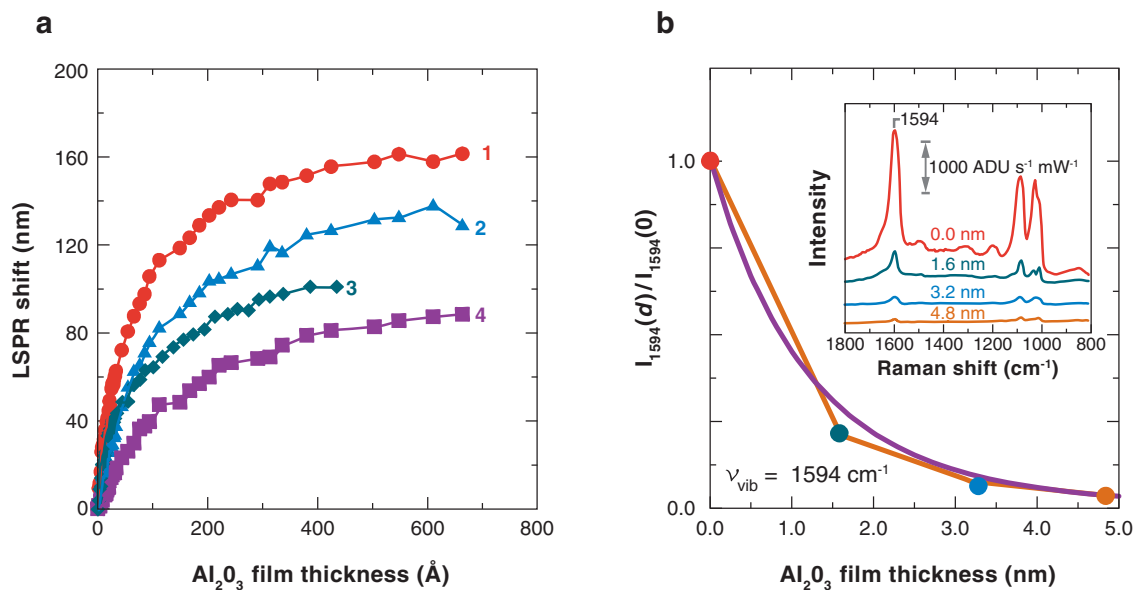 a
200
160
120
80
40
0
0
200
400
600
800
LSPR shift (nm)
Al₂0₃ film thickness (Å)
1
2
3
4
b
1.0
0.0
0.0
1.0
2.0
3.0
4.0
5.0
I₁₅₉₄(d) / I₁₅₉₄(0)
Al₂0₃ film thickness (nm)
νvib = 1594 cm⁻¹
1594
1000 ADU s⁻¹ mW⁻¹
0.0 nm
1.6 nm
3.2 nm
4.8 nm
Intensity
1800 1600 1400 1200 1000 800
Raman shift (cm⁻¹)